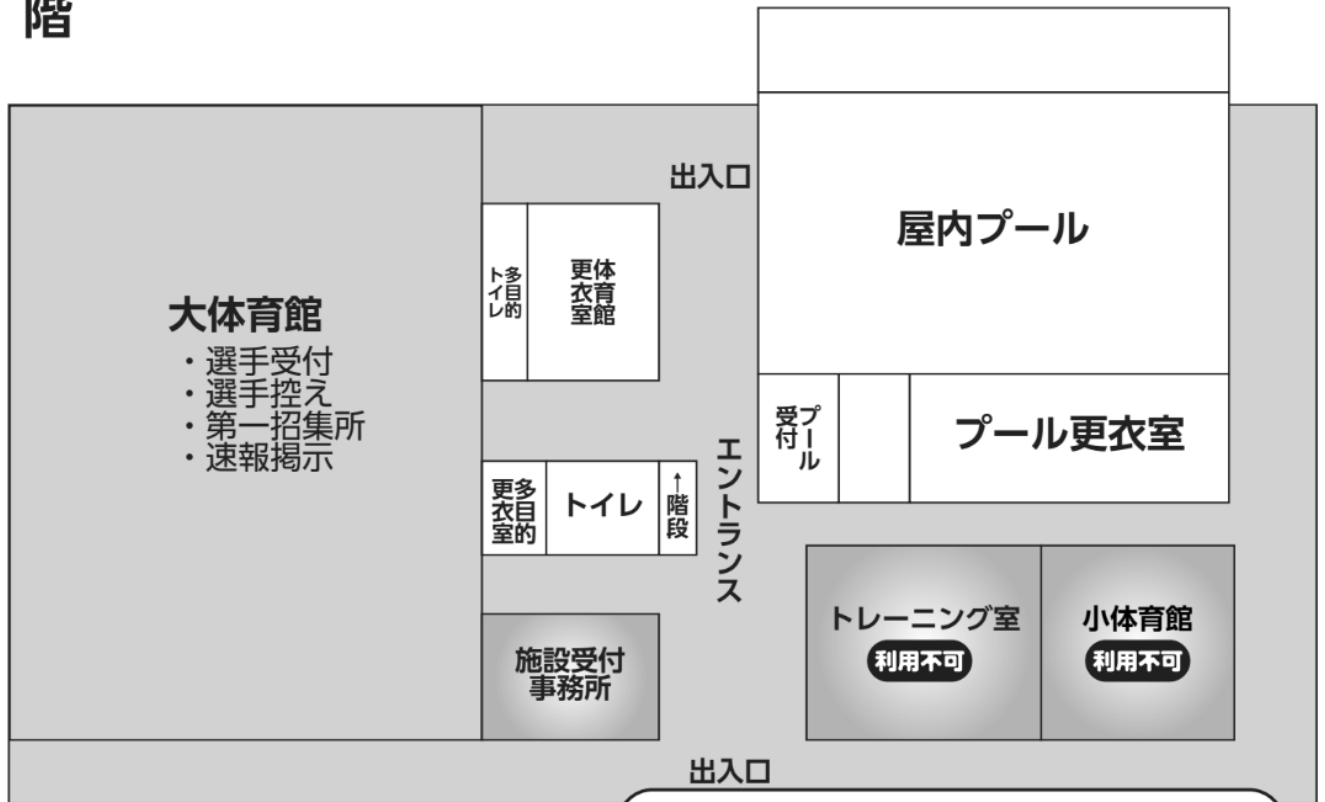 階
出入口
屋内プール
多目的
トイレ
体育館
更衣室
大体育館
・選手受付
・選手控え
・第一招集所
・速報掲示
プール
受付
プール更衣室
エントランス
多目的
更衣室
トイレ
←階段
トレーニング室
利用不可
小体育館
利用不可
施設受付
事務所
出入口